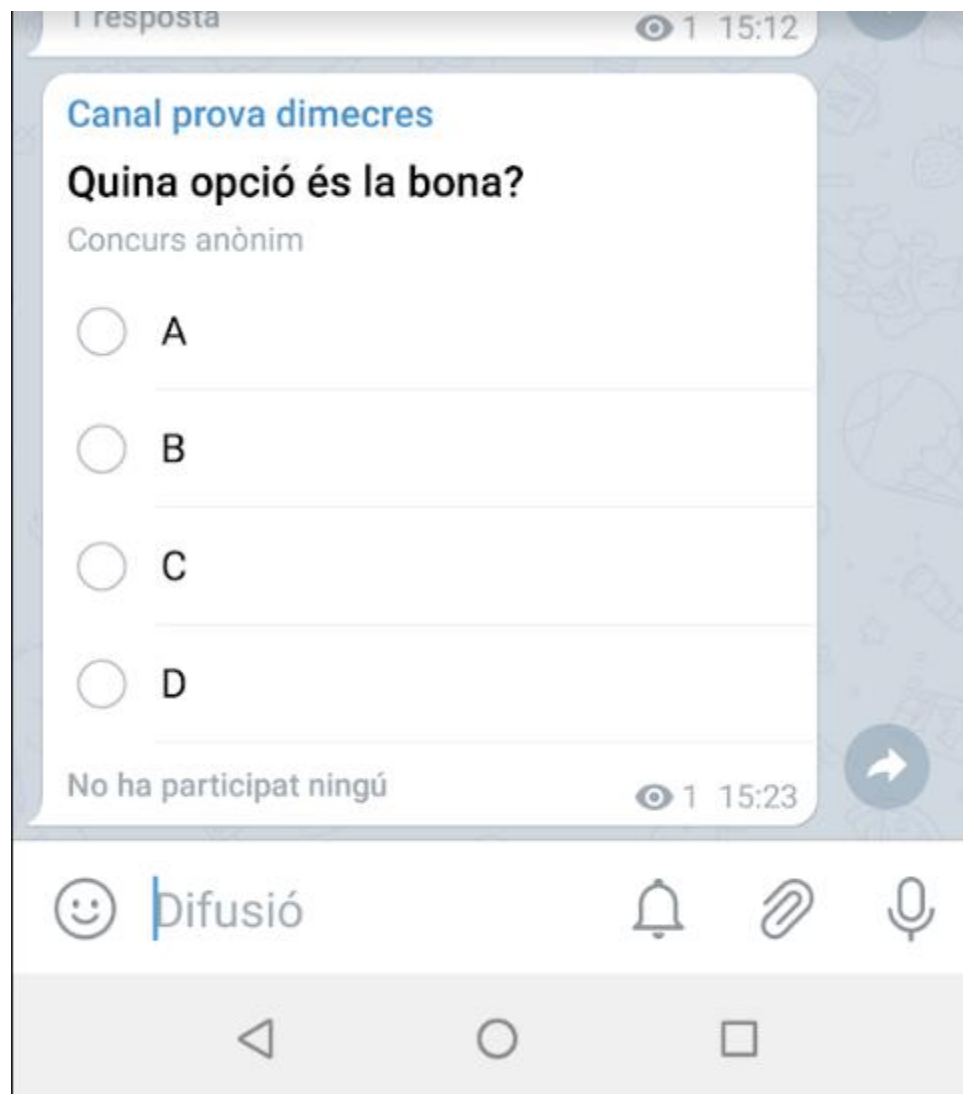 1 resposta
1 15:12
Canal prova dimecres
Quina opció és la bona?
Concurs anònim
A
B
C
D
No ha participat ningú
1 15:23
Difusió